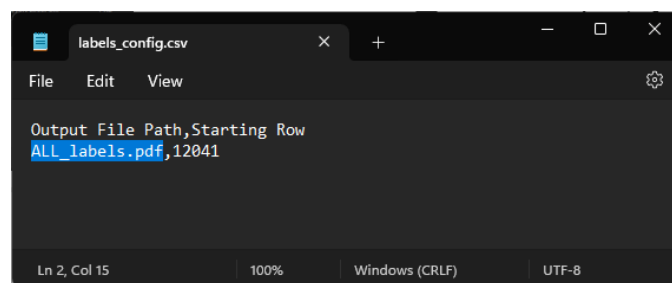 labels_config.csv
File Edit View
Output File Path,Starting Row
ALL_labels.pdf,12041
Ln 2, Col 15 100% Windows (CRLF) UTF-8